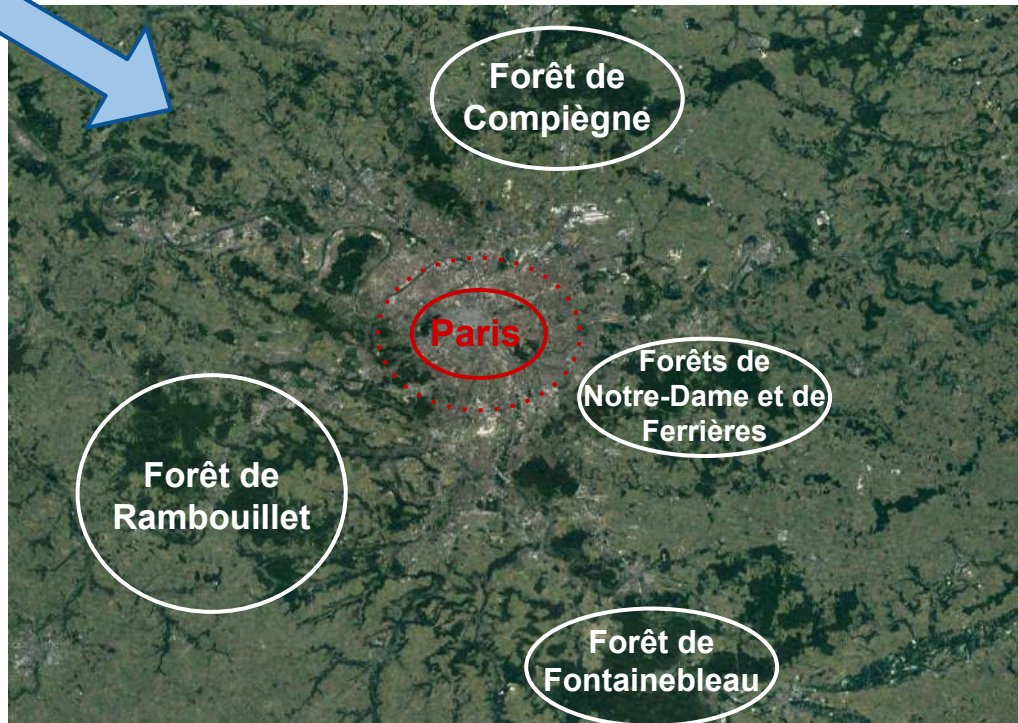 Forêt de
Compiègne
Paris
Forêts de
Notre-Dame et de
Ferrières
Forêt de
Rambouillet
Forêt de
Fontainebleau